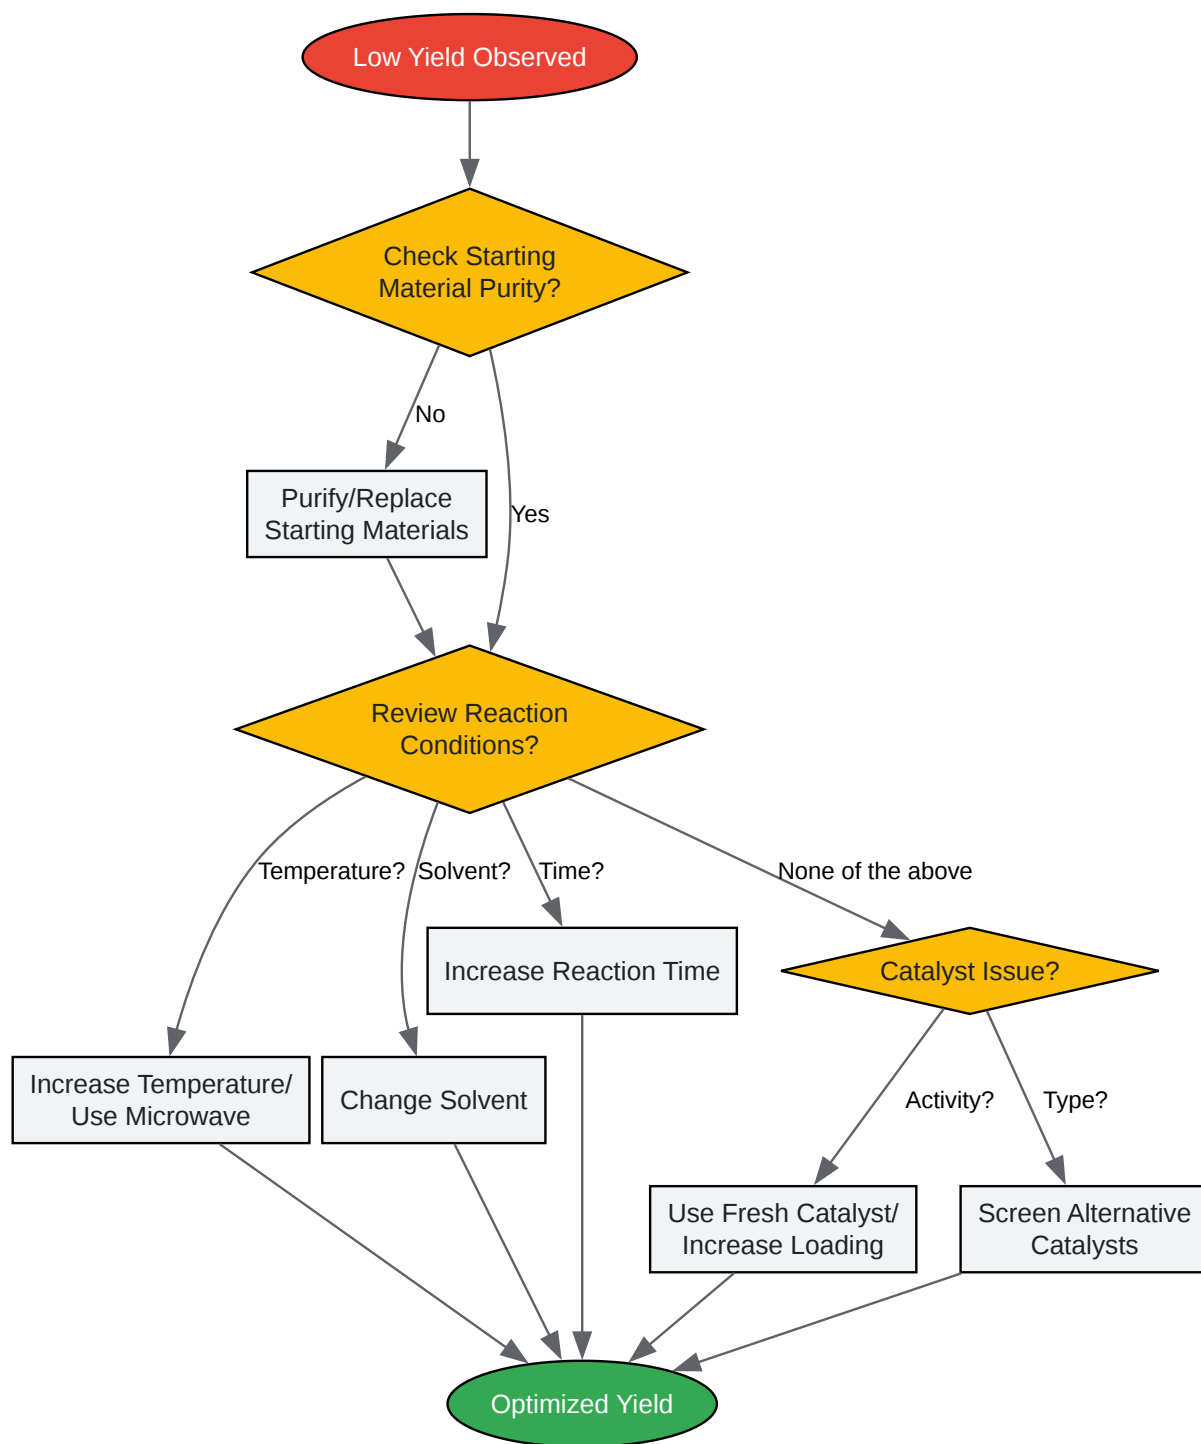 Low Yield Observed
Check Starting
Material Purity?
No
Purify/Replace
Starting Materials
Yes
Review Reaction
Conditions?
Temperature?
Solvent?
Time?
None of the above
Increase Reaction Time
Catalyst Issue?
Increase Temperature/
Use Microwave
Change Solvent
Activity?
Type?
Use Fresh Catalyst/
Increase Loading
Screen Alternative
Catalysts
Optimized Yield